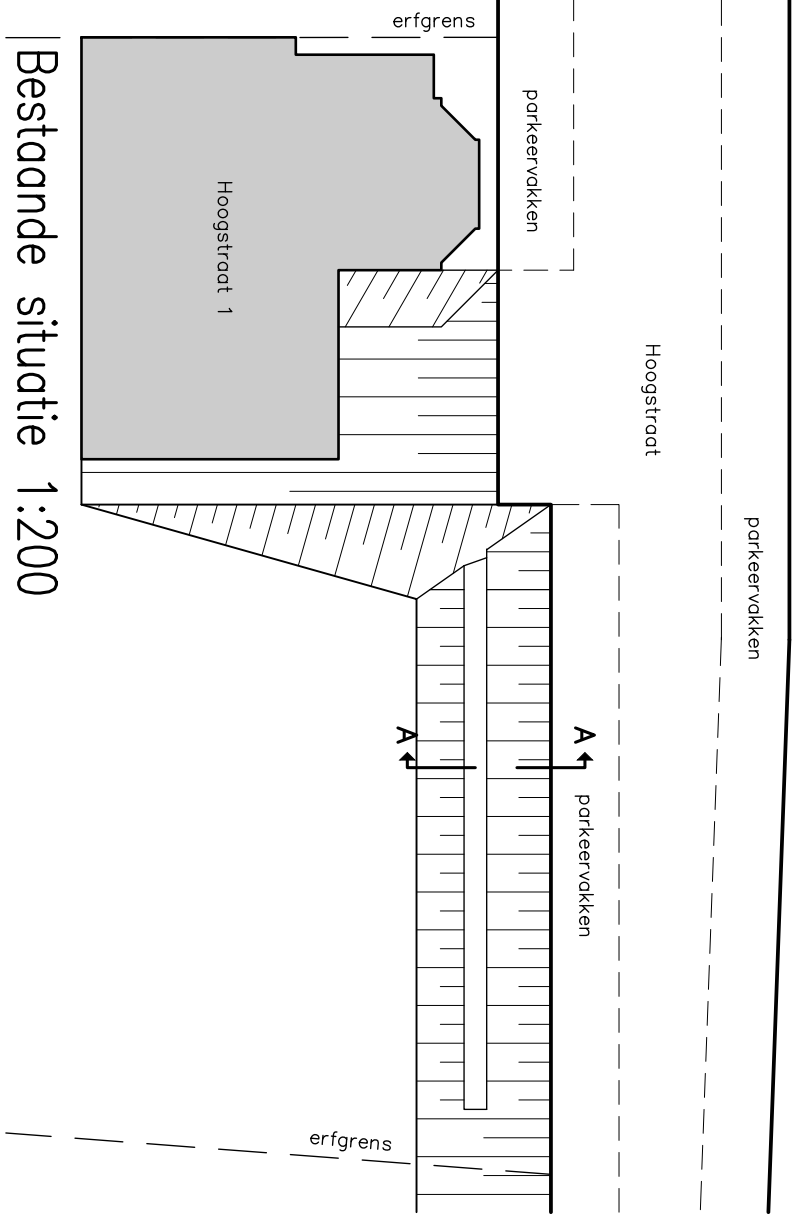 erfgrens
parkeervakken
Hoogstraat 1
Hoogstraat
parkeervakken
A
A
parkeervakken
erfgrens
Bestaande situatie 1:200